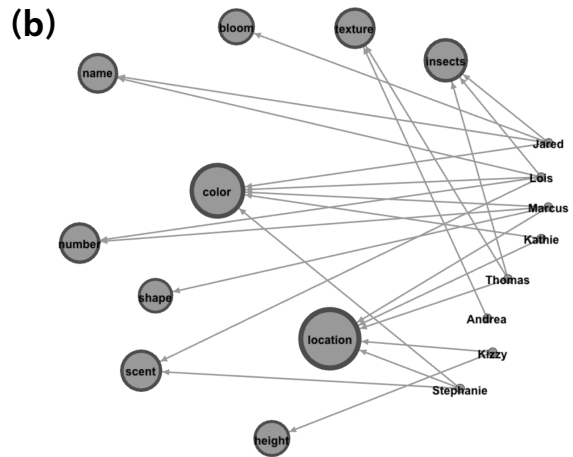 (b)
bloom
texture
insects
name
Jared
Lois
color
Marcus
number
Kathie
Thomas
shape
Andrea
location
Kizzy
scent
Stephanie
height